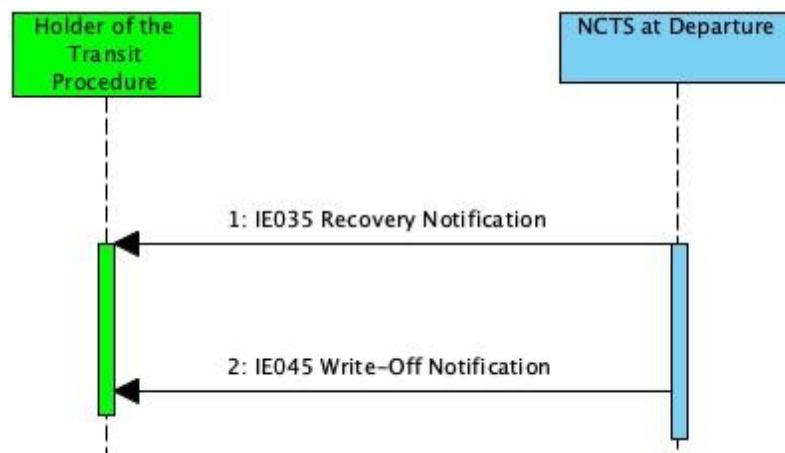 Holder of the
Transit
Procedure
NCTS at Departure
1: IE035 Recovery Notification
2: IE045 Write-Off Notification